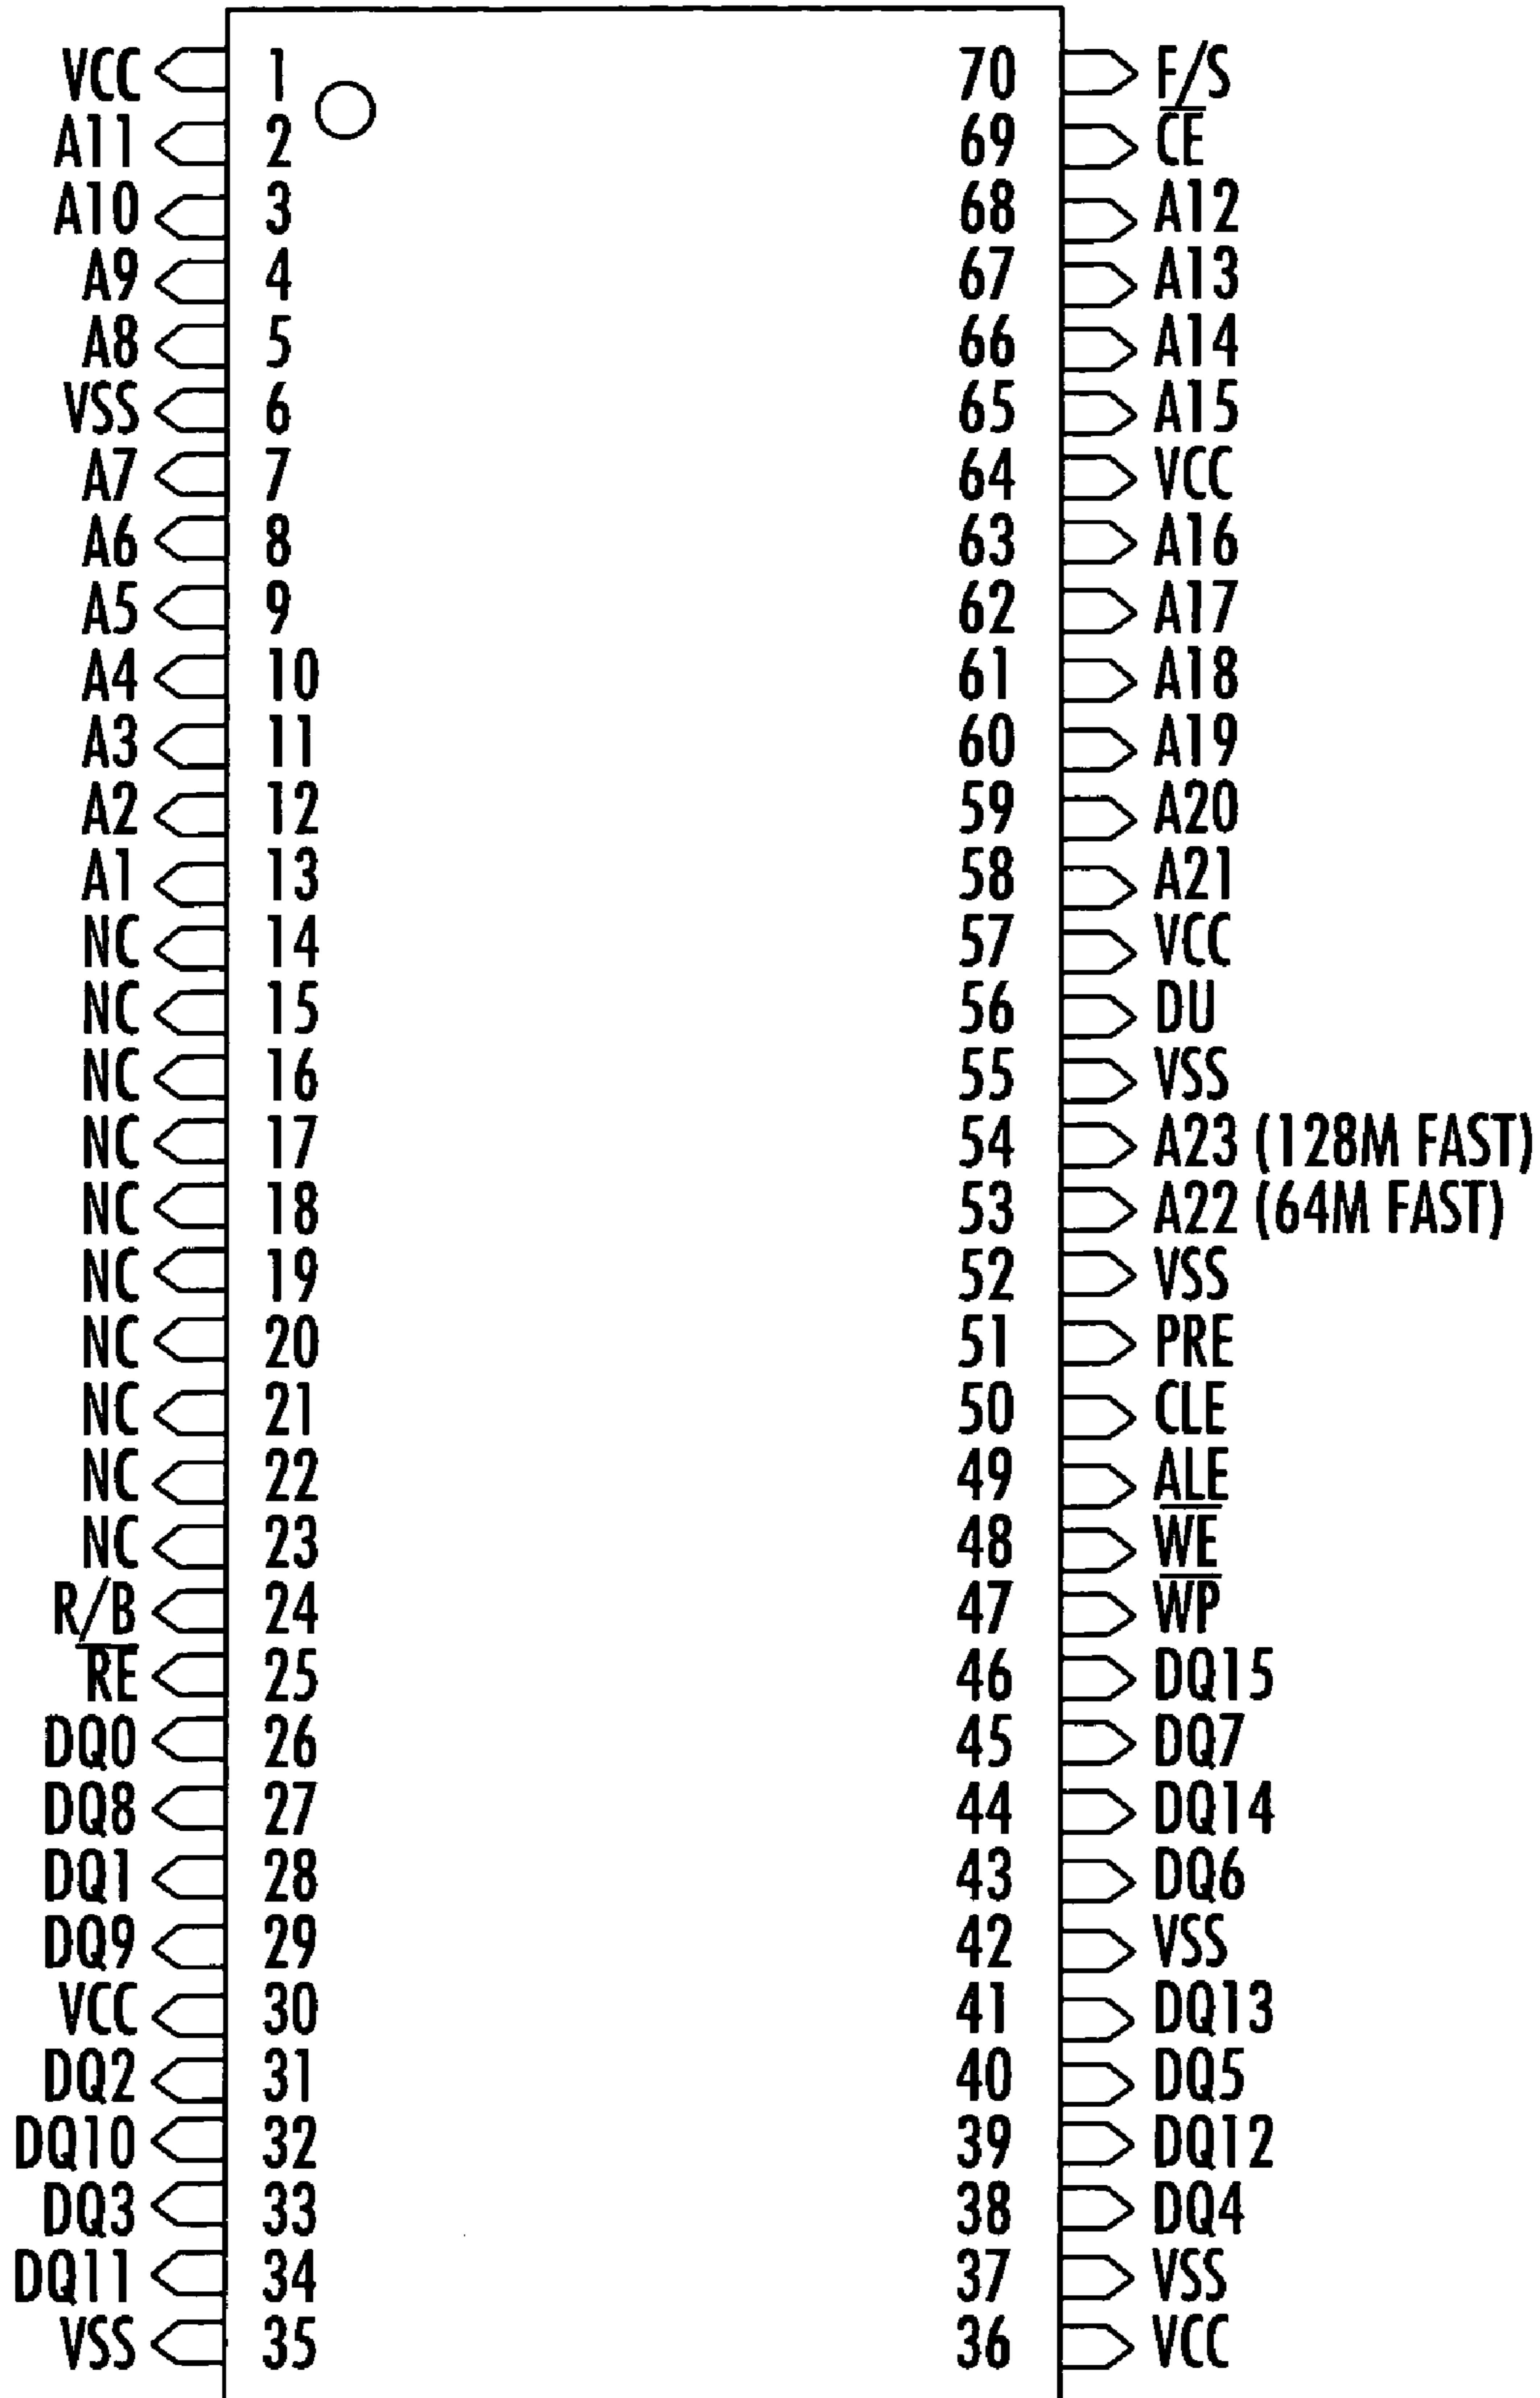 VCC 1 70 F/S
A11 2 69 C̅E̅
A10 3 68 A12
A9 4 67 A13
A8 5 66 A14
VSS 6 65 A15
A7 7 64 VCC
A6 8 63 A16
A5 9 62 A17
A4 10 61 A18
A3 11 60 A19
A2 12 59 A20
A1 13 58 A21
NC 14 57 VCC
NC 15 56 DU
NC 16 55 VSS
NC 17 54 A23 (128M FAST)
NC 18 53 A22 (64M FAST)
NC 19 52 VSS
NC 20 51 PRE
NC 21 50 CLE
NC 22 49 ALE
NC 23 48 W̅E̅
R/B 24 47 W̅P̅
R̅E̅ 25 46 DQ15
DQ0 26 45 DQ7
DQ8 27 44 DQ14
DQ1 28 43 DQ6
DQ9 29 42 VSS
VCC 30 41 DQ13
DQ2 31 40 DQ5
DQ10 32 39 DQ12
DQ3 33 38 DQ4
DQ11 34 37 VSS
VSS 35 36 VCC